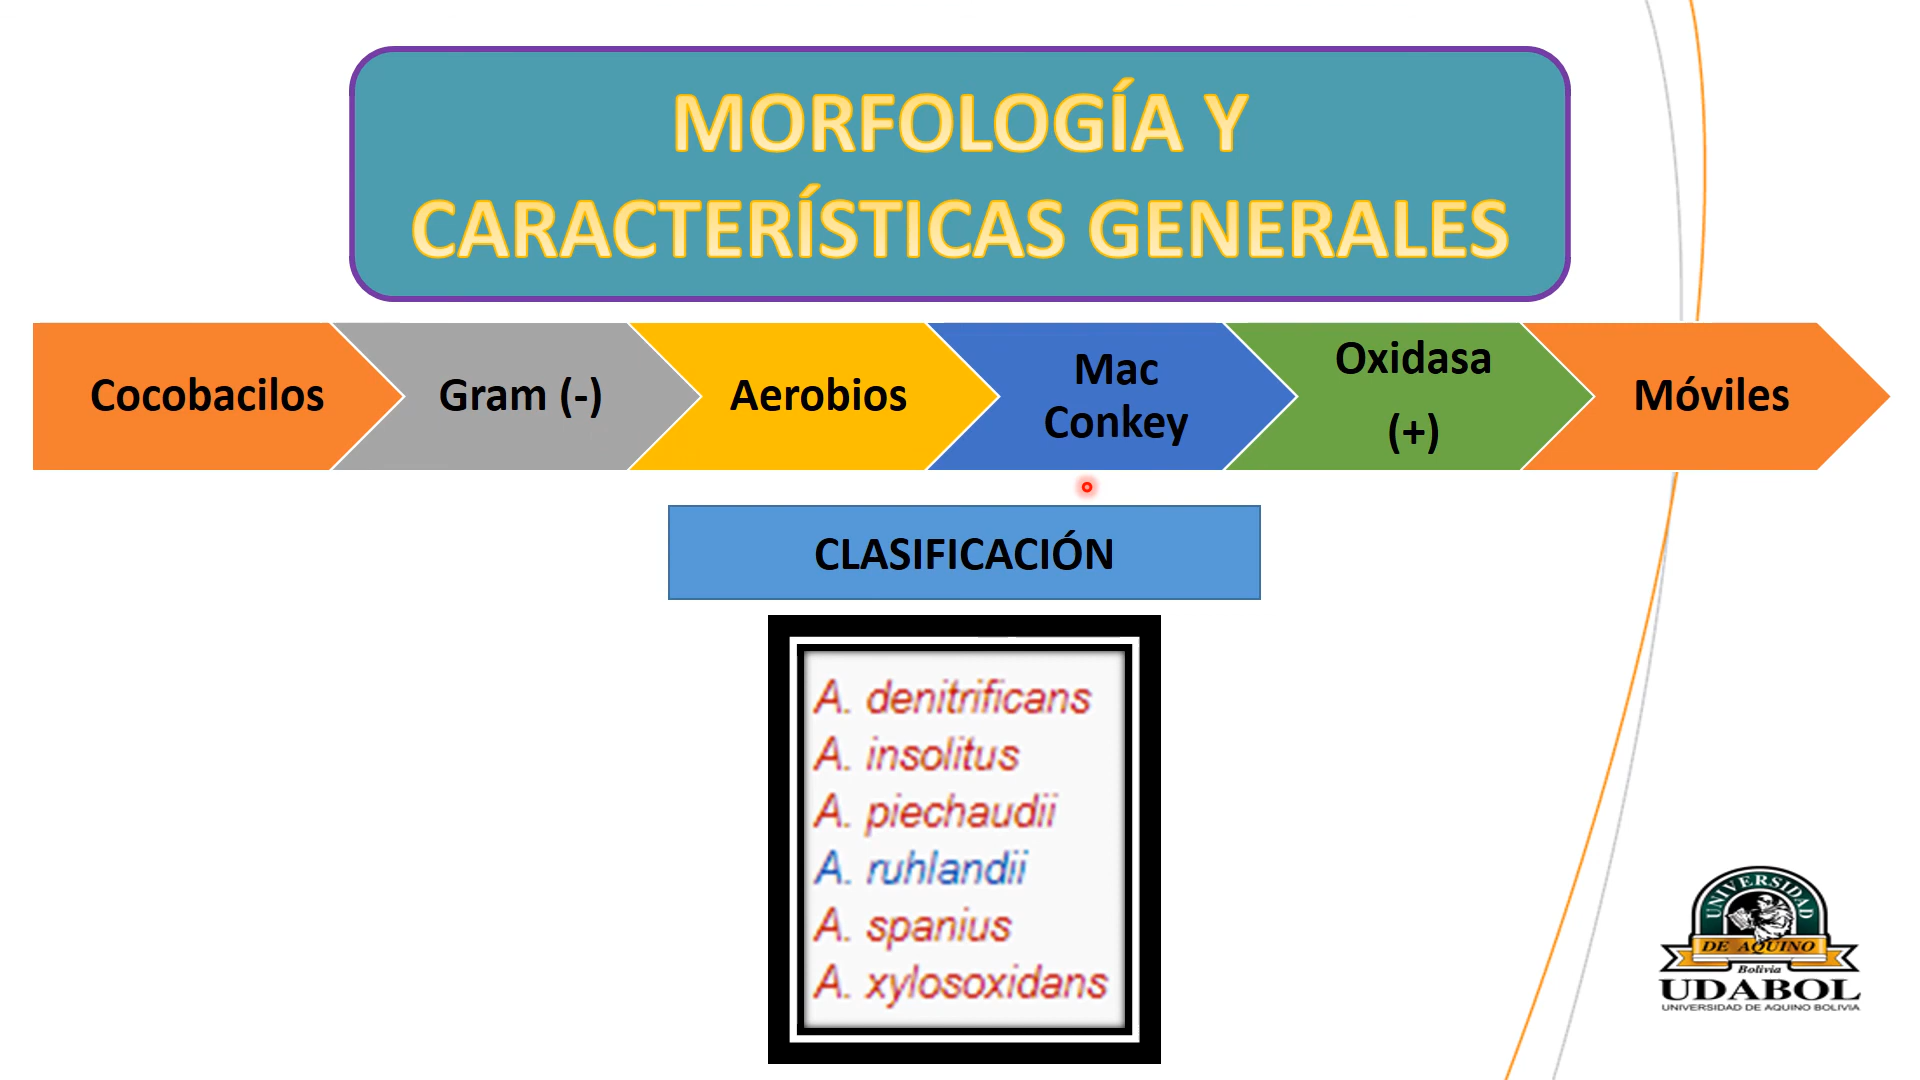 MORFOLOGÍA Y
CARACTERÍSTICAS GENERALES
Cocobacilos
Gram (-)
Aerobios
Mac
Conkey
Oxidasa
(+)
Móviles
CLASIFICACIÓN
A. denitrificans
A. insolitus
A. piechaudii
A. ruhlandii
A. spanius
A. xylosoxidans
UNIVERSIDAD
DE AQUINO
Bolivia
UDABOL
UNIVERSIDAD DE AQUINO BOLIVIA